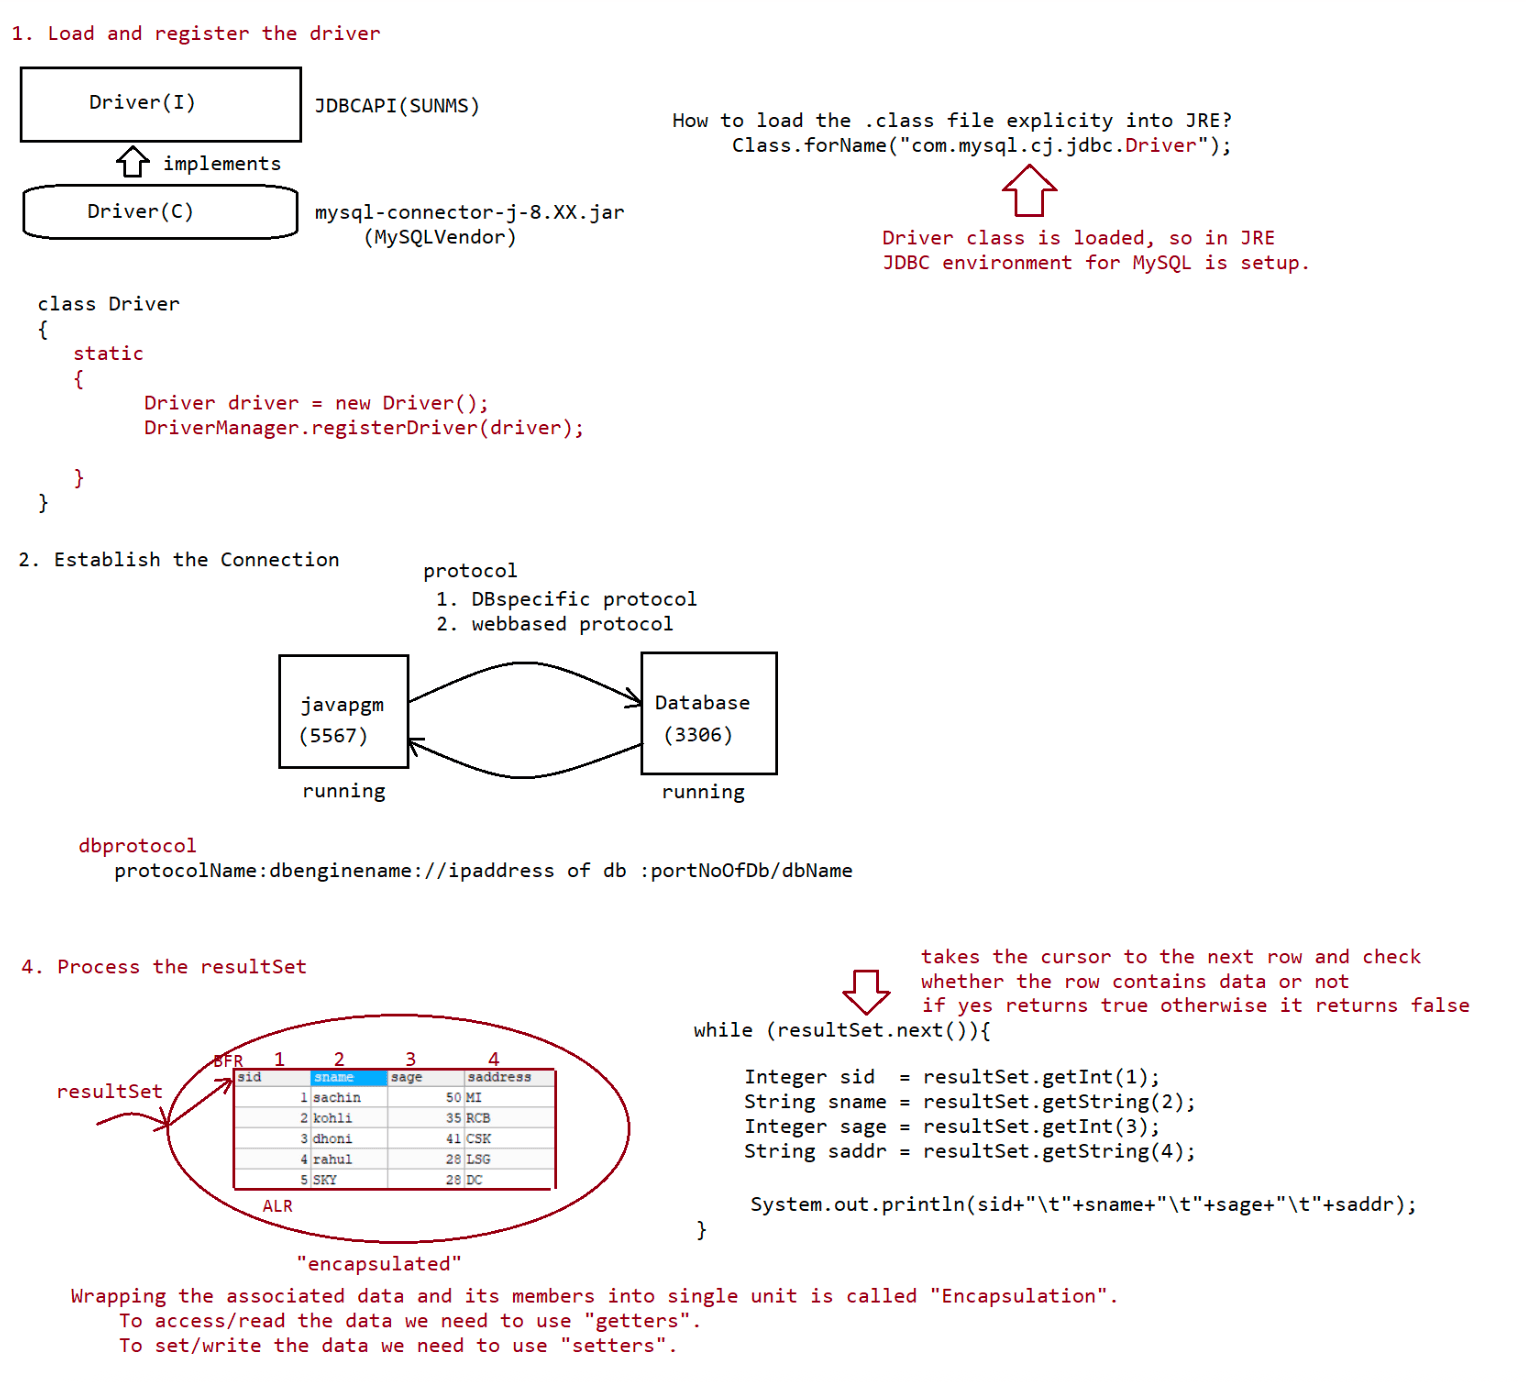 1. Load and register the driver
Driver(I)
JDBCAPI(SUNMS)
implements
Driver(C)
mysql-connector-j-8.XX.jar
(MySQLVendor)
How to load the .class file explicity into JRE?
Class.forName("com.mysql.cj.jdbc.Driver");
Driver class is loaded, so in JRE
JDBC environment for MySQL is setup.
class Driver
{
static
{
Driver driver = new Driver();
DriverManager.registerDriver(driver);
}
}
2. Establish the Connection
protocol
1. DBspecific protocol
2. webbased protocol
javapgm
(5567)
running
Database
(3306)
running
dbprotocol
protocolName:dbenginename://ipaddress of db :portNoOfDb/dbName
4. Process the resultSet
resultSet
BFR 1 2 3 4
sid sname sage saddress
1 sachin 50 MI
2 kohli 35 RCB
3 dhoni 41 CSK
4 rahul 28 LSG
5 SKY 28 DC
ALR
"encapsulated"
takes the cursor to the next row and check
whether the row contains data or not
if yes returns true otherwise it returns false
while (resultSet.next()){
Integer sid  = resultSet.getInt(1);
String sname = resultSet.getString(2);
Integer sage = resultSet.getInt(3);
String saddr = resultSet.getString(4);
System.out.println(sid+"\t"+sname+"\t"+sage+"\t"+saddr);
}
Wrapping the associated data and its members into single unit is called "Encapsulation".
To access/read the data we need to use "getters".
To set/write the data we need to use "setters".